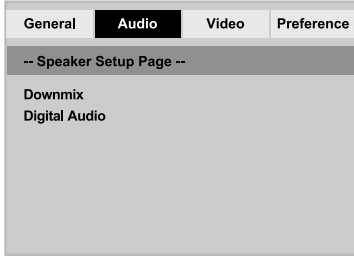 General Audio Video Preference
-- Speaker Setup Page --
Downmix
Digital Audio